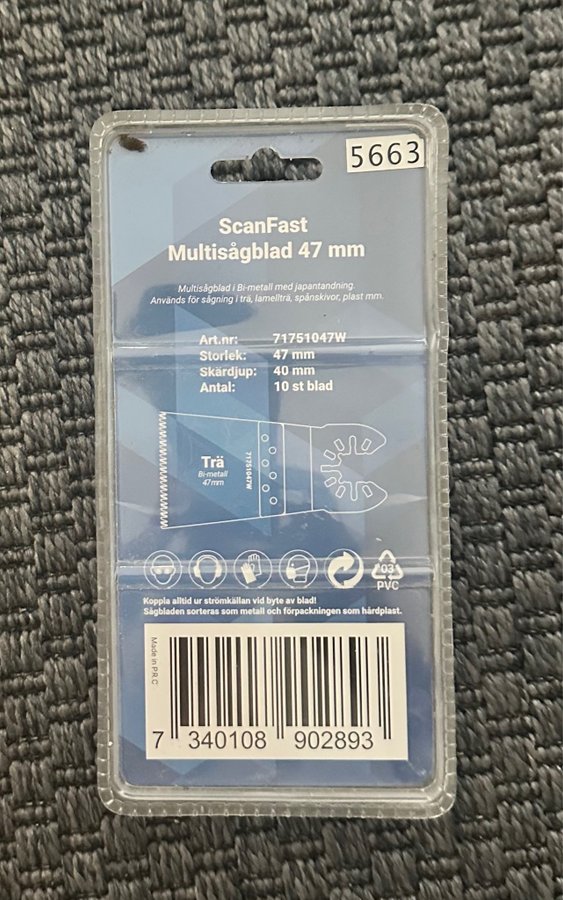 5663
ScanFast
Multisågblad 47 mm
Multisågblad i Bi-metall med japantandning.
Används för sågning i trä, lamellträ, spånskivor, plast mm.
Art.nr: 71751047W
Storlek: 47 mm
Skärdjup: 40 mm
Antal: 10 st blad
Trä
Bi-metall
47mm
71751047W
03
PVC
Koppla alltid ur strömkällan vid byte av blad!
Sågbladen sorteras som metall och förpackningen som hårdplast.
Made in P.R.C
7 340108 902893